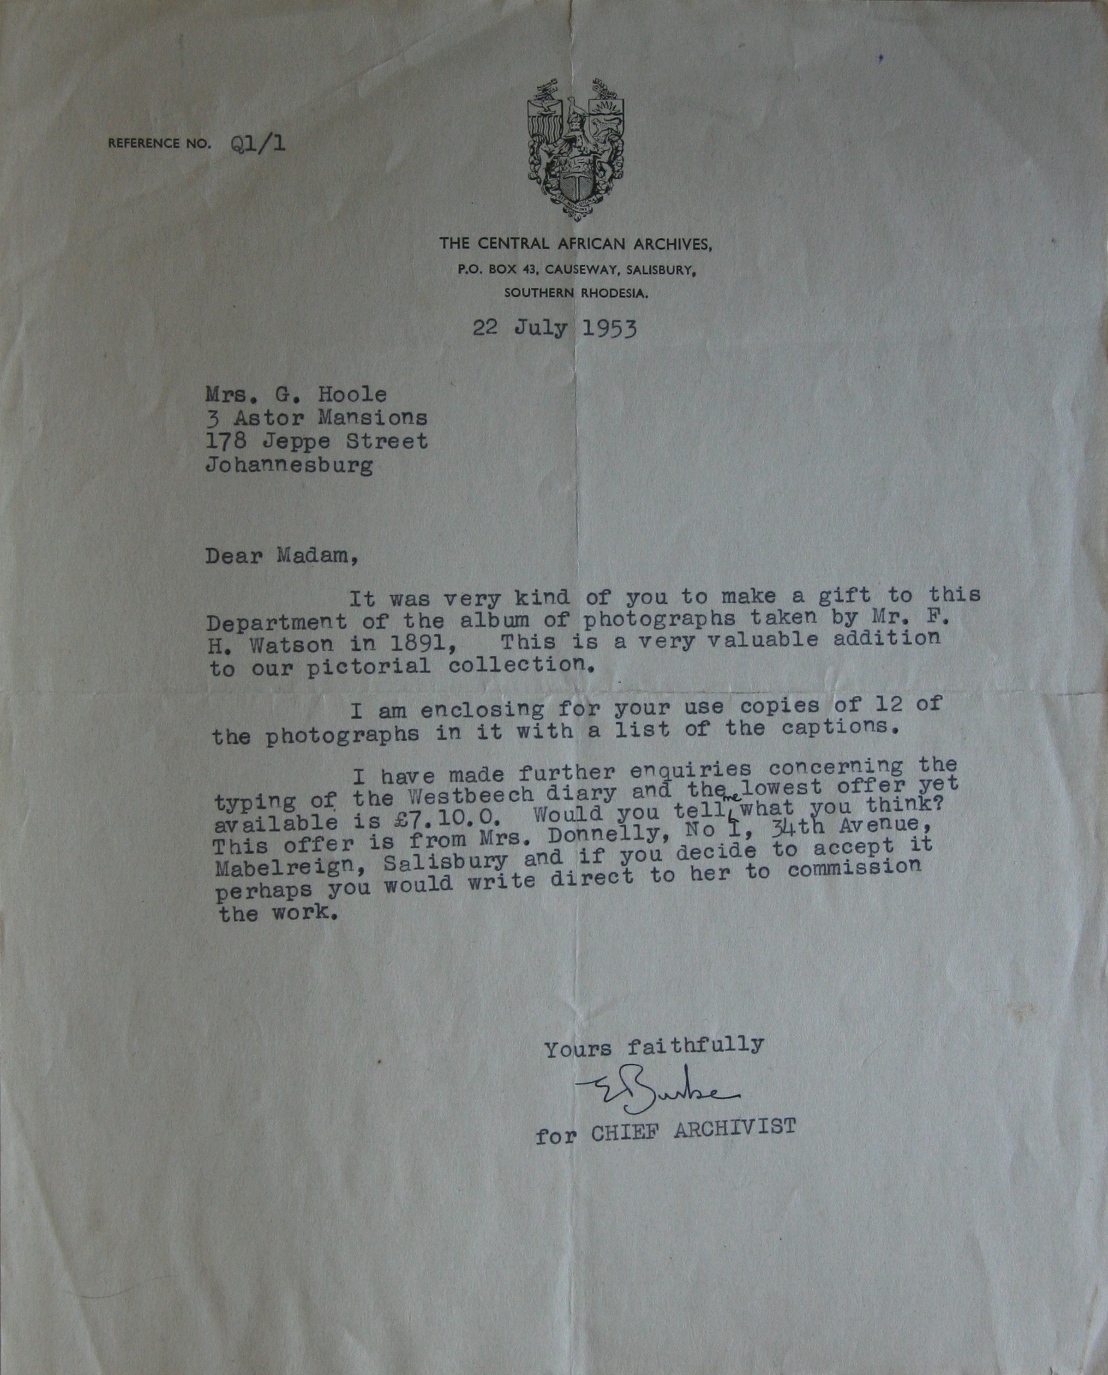 REFERENCE NO. Q1/1
THE CENTRAL AFRICAN ARCHIVES,
P.O. BOX 43, CAUSEWAY, SALISBURY,
SOUTHERN RHODESIA.
22 July 1953
Mrs. G. Hoole
3 Astor Mansions
178 Jeppe Street
Johannesburg
Dear Madam,
It was very kind of you to make a gift to this
Department of the album of photographs taken by Mr. F.
H. Watson in 1891,   This is a very valuable addition
to our pictorial collection.
I am enclosing for your use copies of 12 of
the photographs in it with a list of the captions.
I have made further enquiries concerning the
typing of the Westbeech diary and the lowest offer yet
available is £7.10.0.  Would you tell me what you think?
This offer is from Mrs. Donnelly, No 1, 34th Avenue,
Mabelreign, Salisbury and if you decide to accept it
perhaps you would write direct to her to commission
the work.
Yours faithfully
E Burke
for CHIEF ARCHIVIST